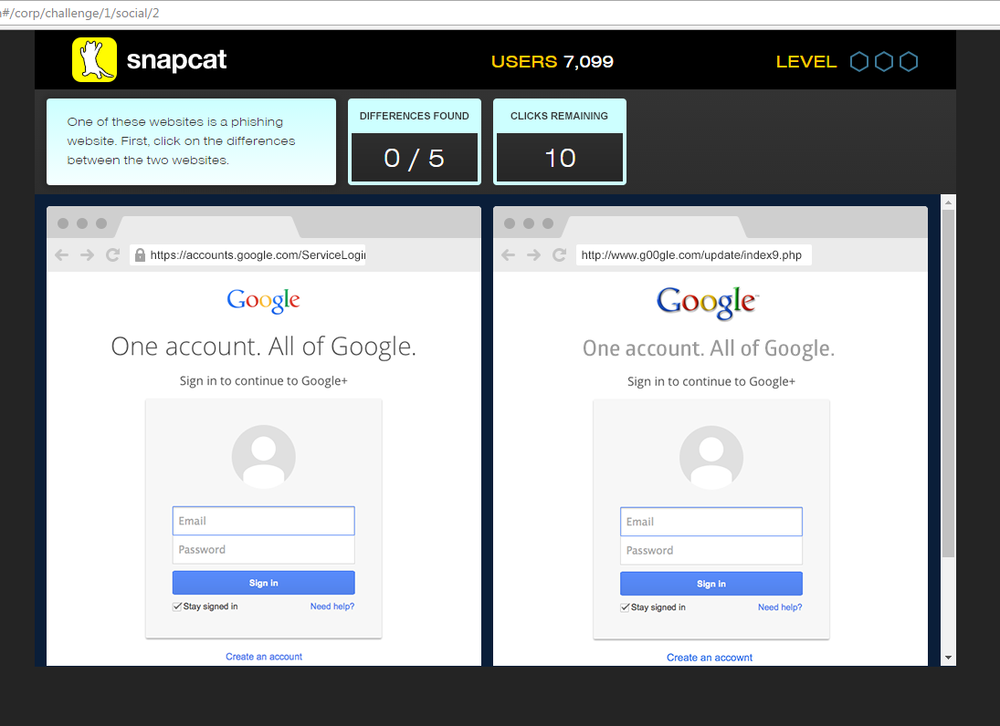 #/corp/challenge/1/social/2
snapcat
USERS 7,099
LEVEL
One of these websites is a phishing
website. First, click on the differences
between the two websites.
DIFFERENCES FOUND
0 / 5
CLICKS REMAINING
10
https://accounts.google.com/ServiceLogi
Google
One account. All of Google.
Sign in to continue to Google+
Email
Password
Sign in
Stay signed in
Need help?
Create an account
http://www.g00gle.com/update/index9.php
Google™
One account. All of Google.
Sign in to continue to Google+
Email
Password
Sign in
Stay signed in
Need help?
Create an accownt